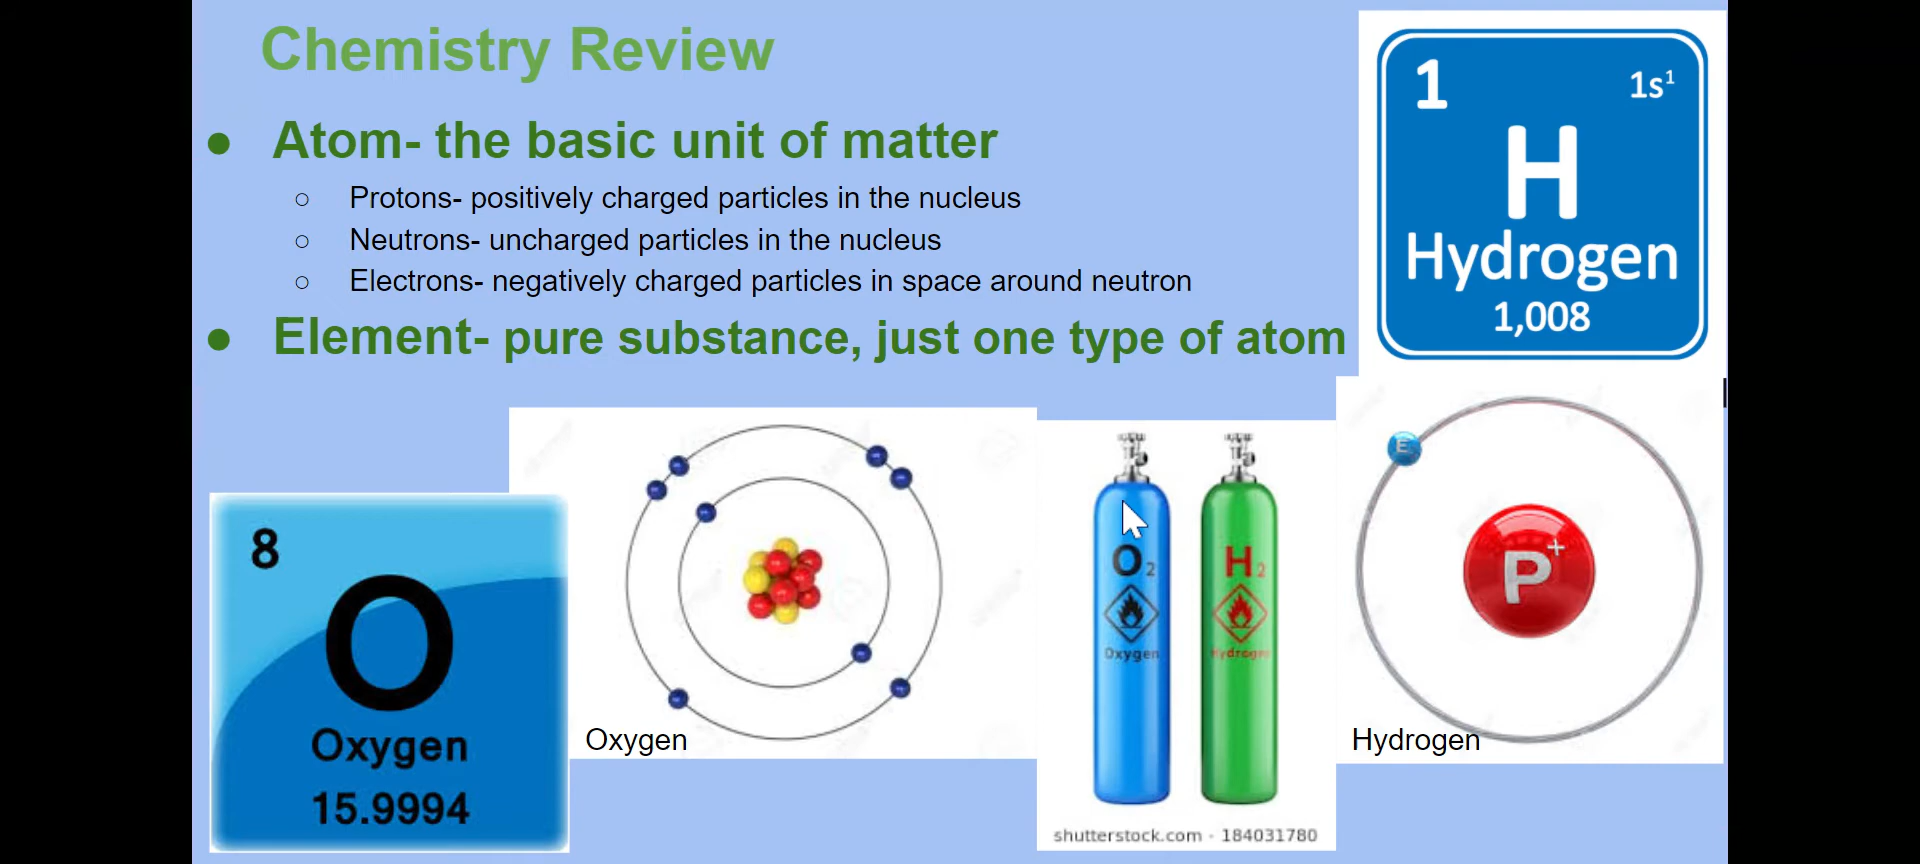 Chemistry Review
● Atom- the basic unit of matter
○ Protons- positively charged particles in the nucleus
○ Neutrons- uncharged particles in the nucleus
○ Electrons- negatively charged particles in space around neutron
● Element- pure substance, just one type of atom
1 1s¹
H
Hydrogen
1,008
8
O
Oxygen
15.9994
Oxygen
O₂
Oxygen
H₂
Hydrogen
shutterstock.com · 184031780
E
P⁺
Hydrogen